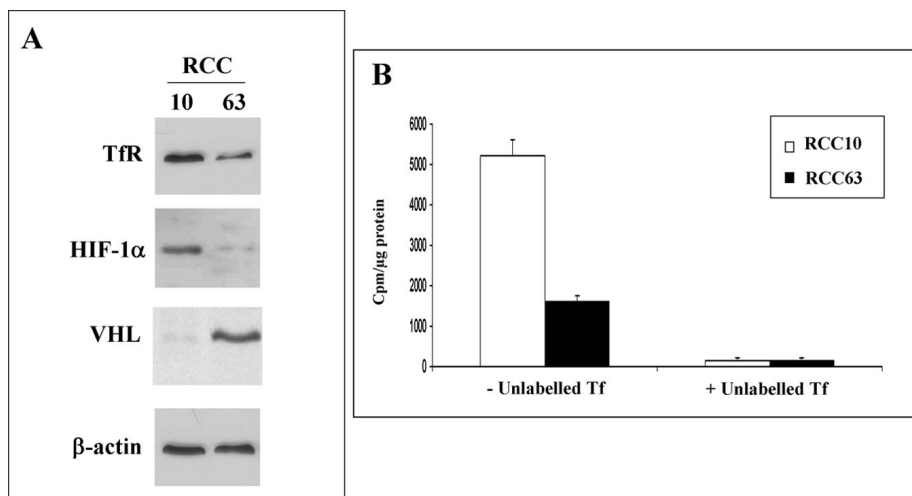 A
RCC
10 63
TfR
HIF-1α
VHL
β-actin
B
6000
5000
4000
3000
2000
1000
0
Cpm/µg protein
- Unlabelled Tf
+ Unlabelled Tf
RCC10
RCC63